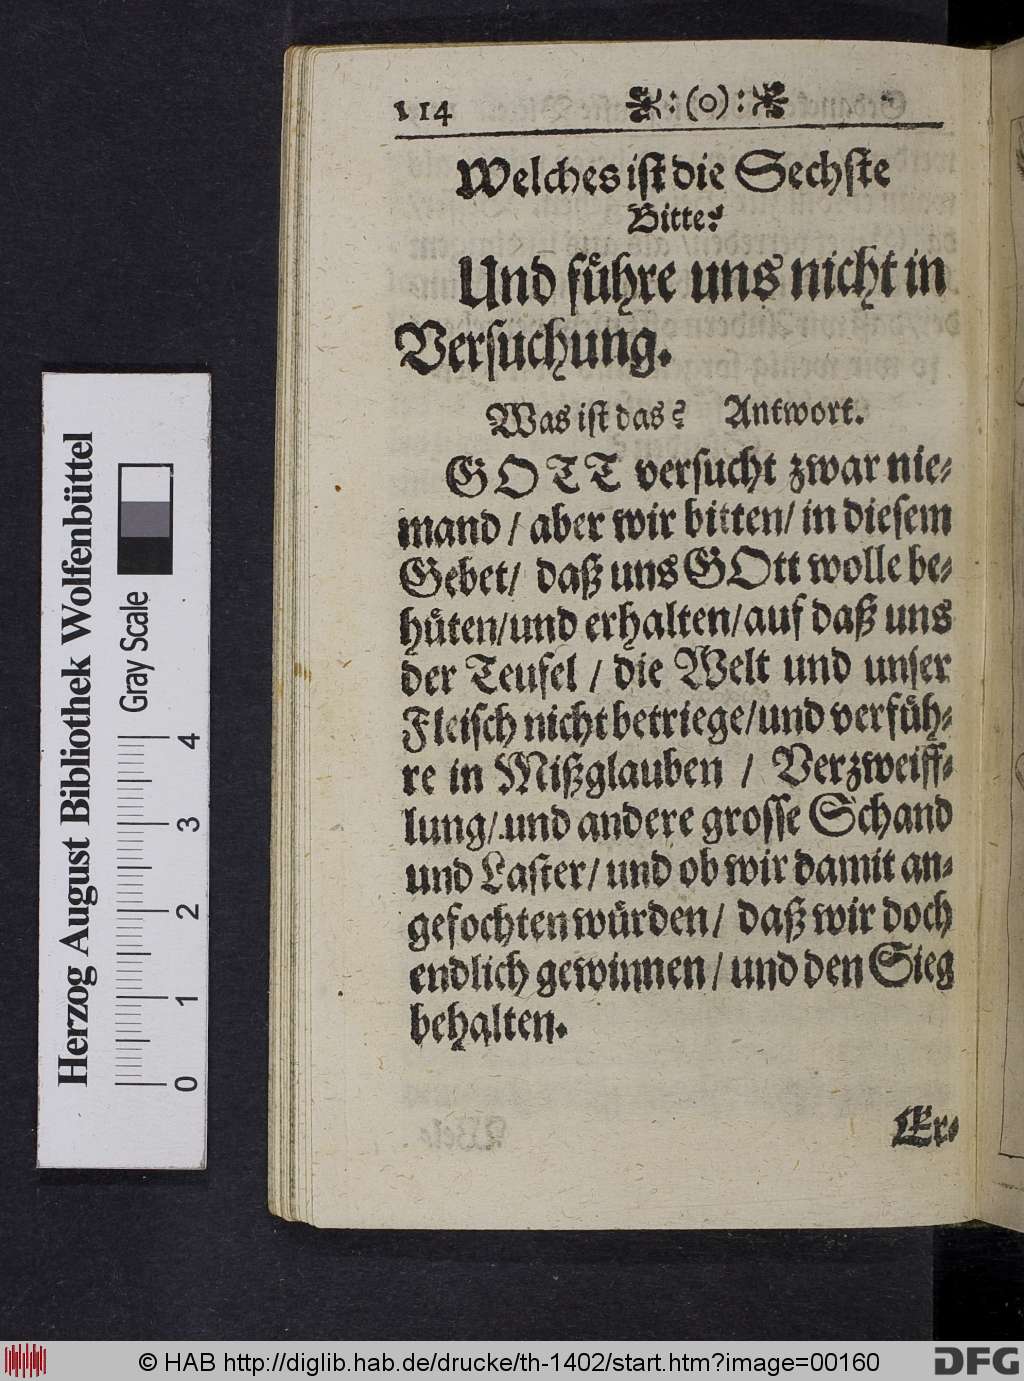 114 :(o):
Welches ist die Sechste
Bitte?
Und führe uns nicht in
Versuchung.
Was ist das? Antwort.
GOTT versucht zwar nie-
mand / aber wir bitten / in diesem
Gebet / daß uns GOtt wolle be-
hüten / und erhalten / auf daß uns
der Teufel / die Welt und unser
Fleisch nicht betriege / und verfüh-
re in Mißglauben / Verzweiff-
lung / und andere grosse Schand
und Laster / und ob wir damit an-
gefochten würden / daß wir doch
endlich gewinnen / und den Sieg
behalten.
Er-
Herzog August Bibliothek Wolfenbüttel
Gray Scale
0 1 2 3 4
© HAB http://diglib.hab.de/drucke/th-1402/start.htm?image=00160
DFG